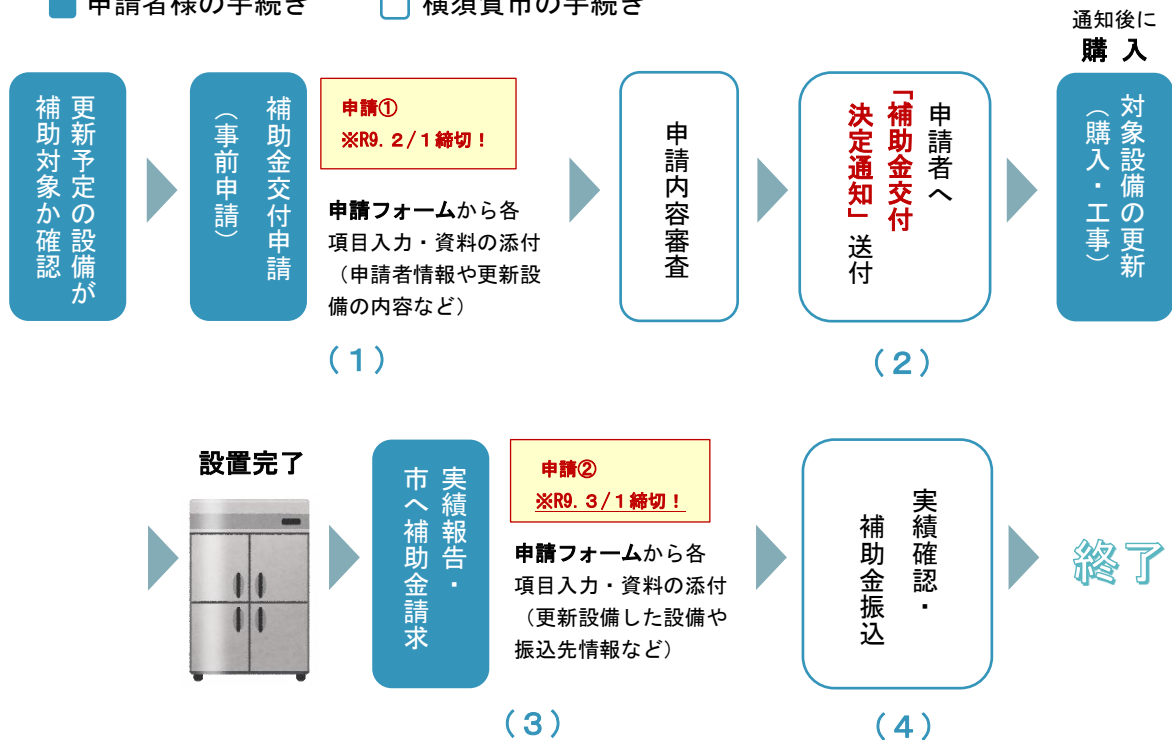 申請者様の手続き
横須賀市の手続き
更新予定の設備が
補助対象か確認
補助金交付申請
（事前申請）
申請①
※R9. 2/1締切！
申請フォームから各
項目入力・資料の添付
（申請者情報や更新設
備の内容など）
（1）
申請内容審査
申請者へ
「補助金交付
決定通知」送付
（2）
通知後に
購 入
対象設備の更新
（購入・工事）
設置完了
実績報告・
市へ補助金請求
申請②
※R9. 3/1締切！
申請フォームから各
項目入力・資料の添付
（更新設備した設備や
振込先情報など）
（3）
実績確認・
補助金振込
（4）
終了